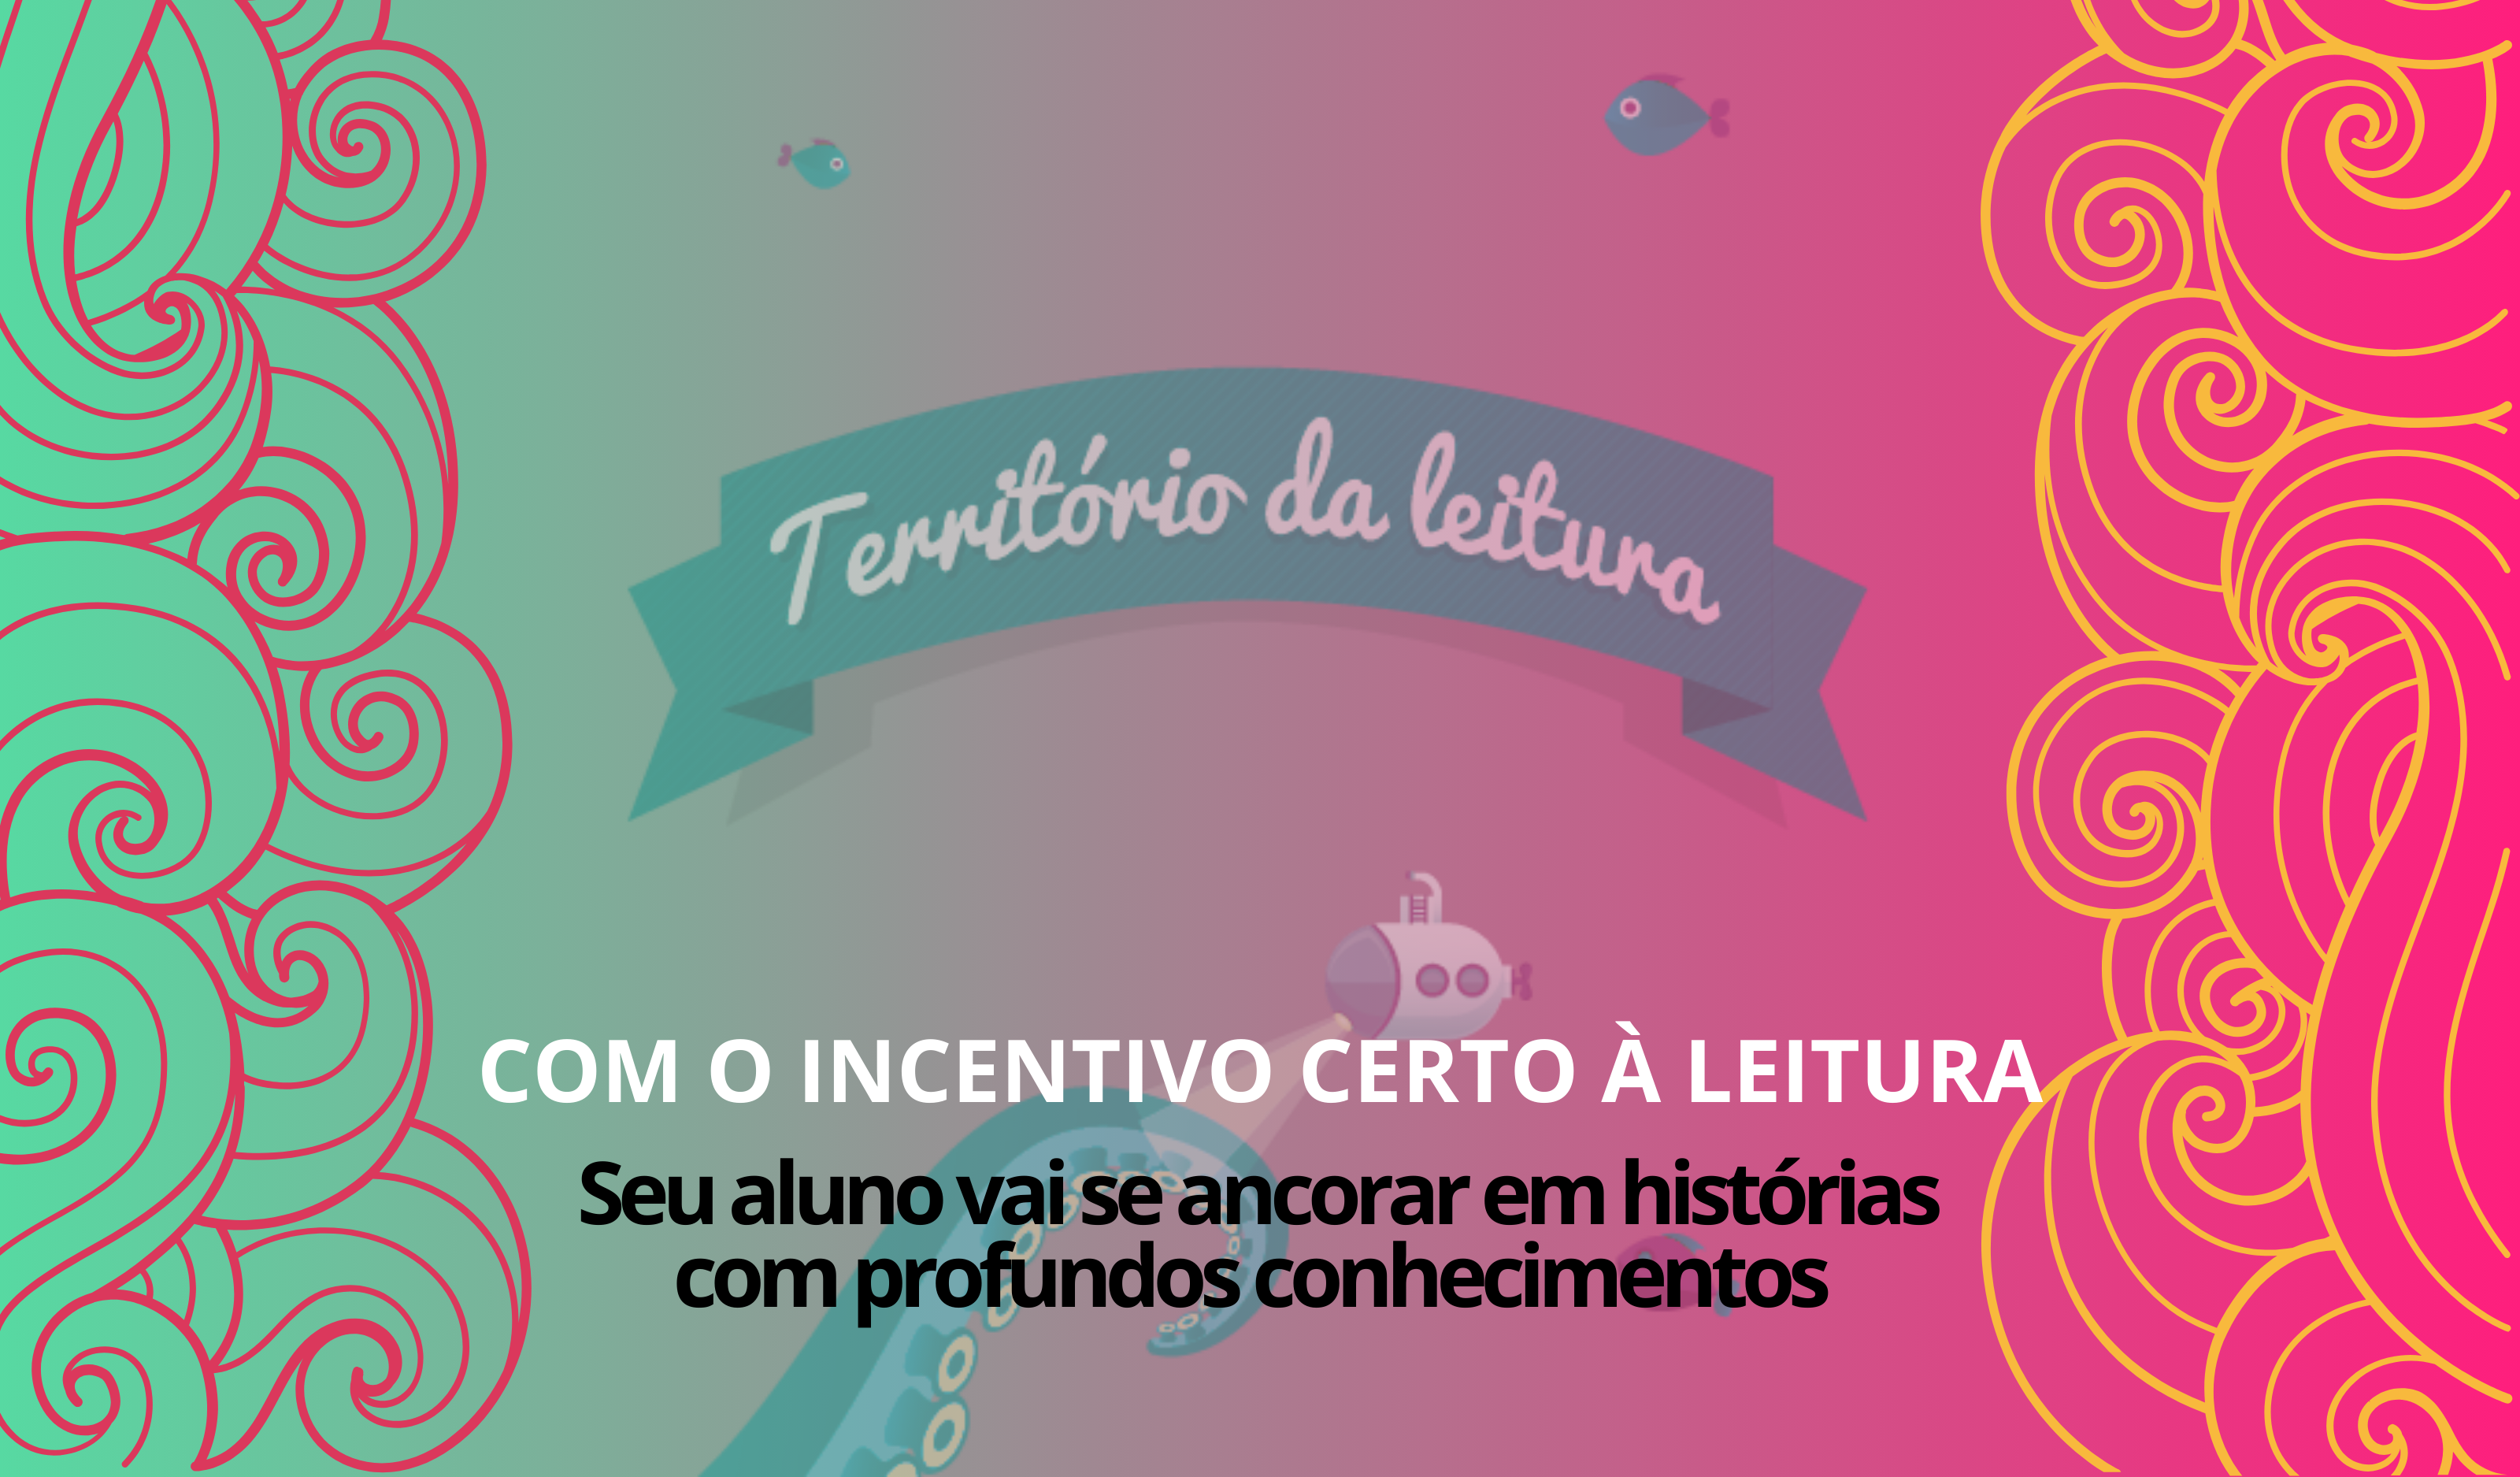 Território da leitura
COM O INCENTIVO CERTO À LEITURA
Seu aluno vai se ancorar em histórias
com profundos conhecimentos